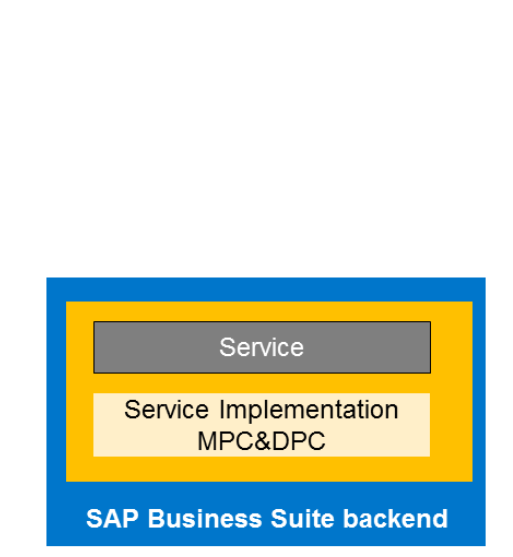 Service
Service Implementation
MPC&DPC
SAP Business Suite backend